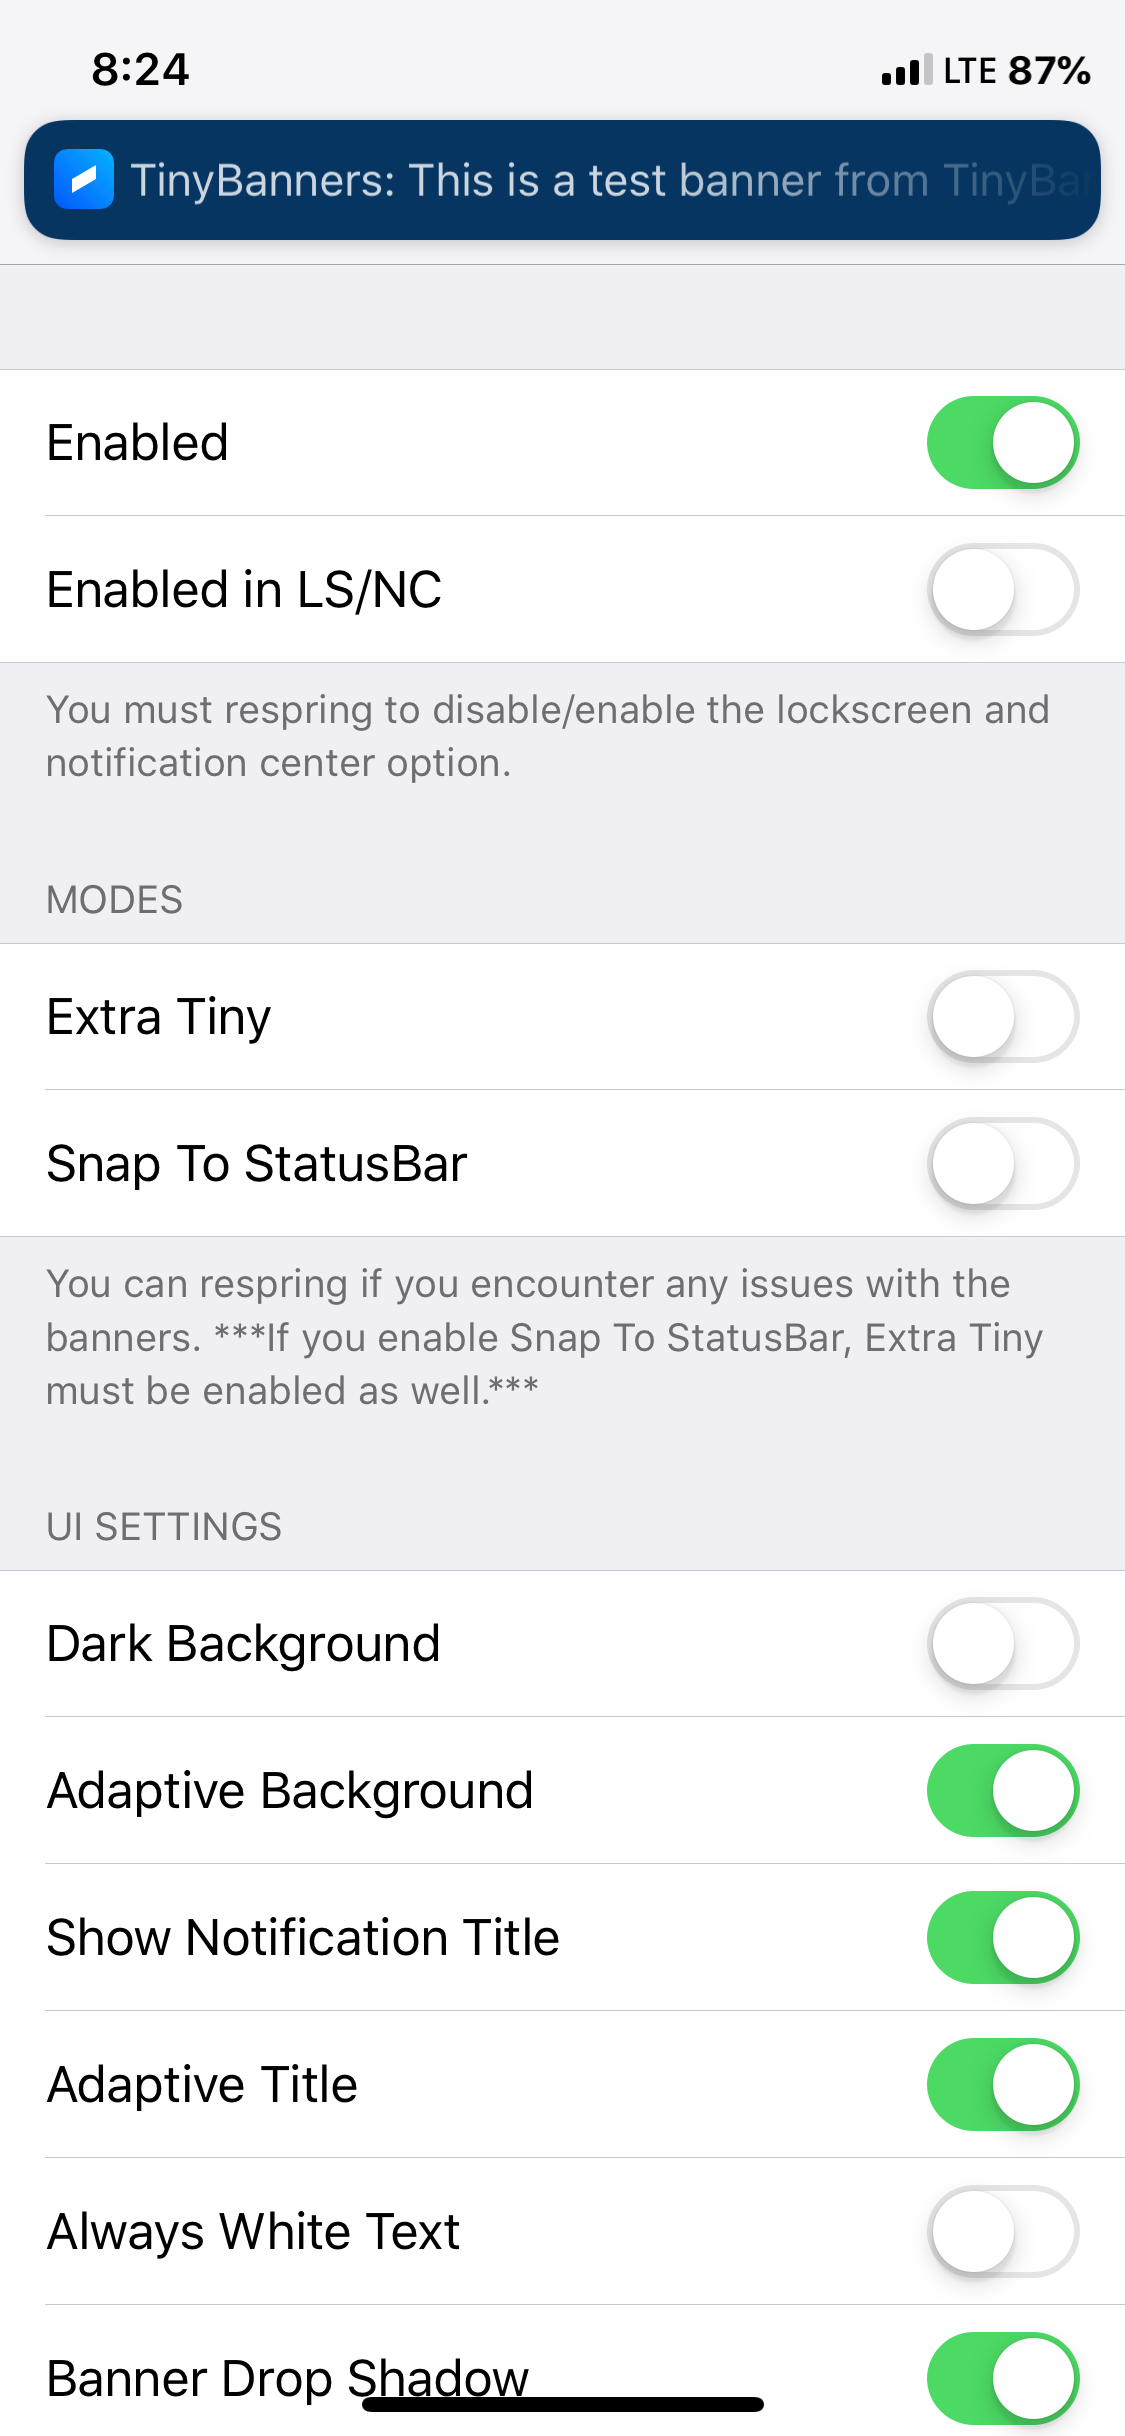 8:24
LTE 87%
TinyBanners: This is a test banner from TinyBan
Enabled
Enabled in LS/NC
You must respring to disable/enable the lockscreen and
notification center option.
MODES
Extra Tiny
Snap To StatusBar
You can respring if you encounter any issues with the
banners. ***If you enable Snap To StatusBar, Extra Tiny
must be enabled as well.***
UI SETTINGS
Dark Background
Adaptive Background
Show Notification Title
Adaptive Title
Always White Text
Banner Drop Shadow